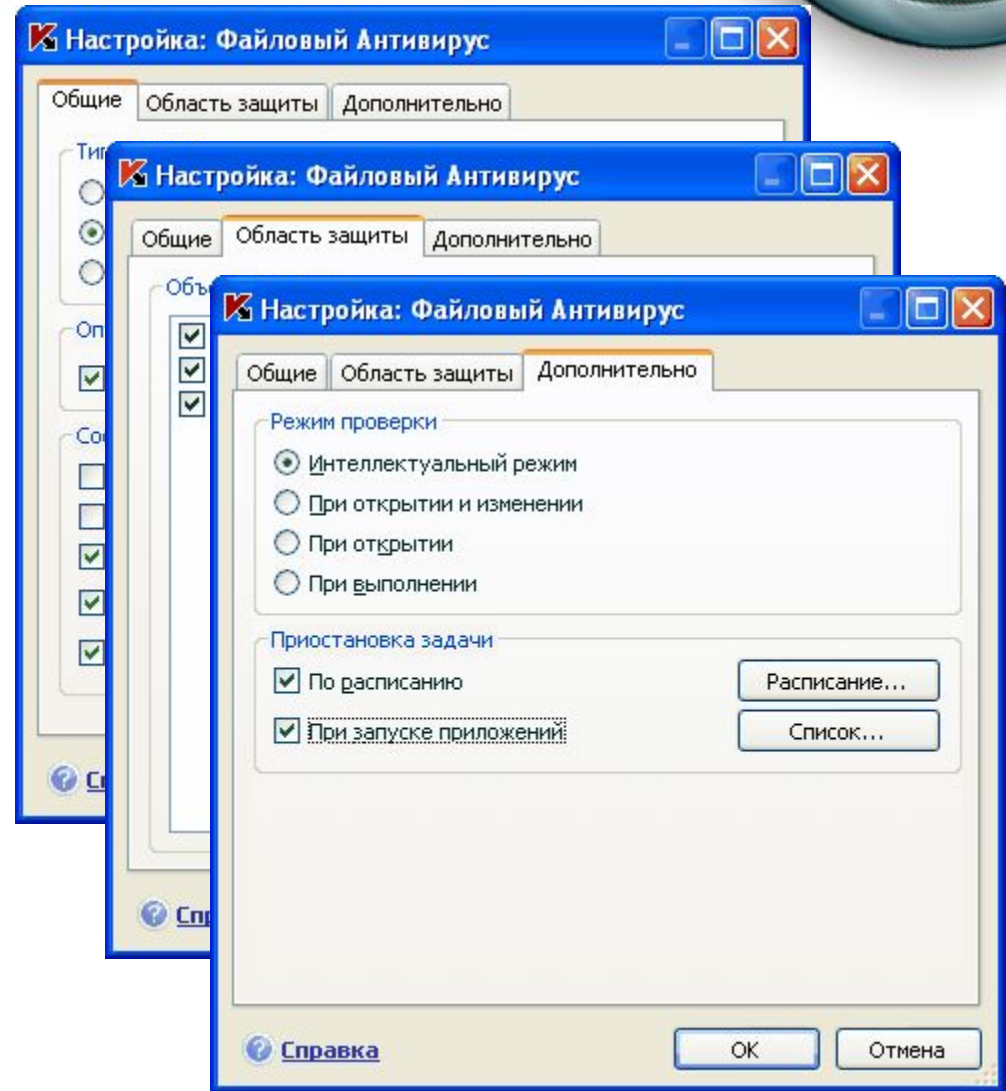 Настройка: Файловый Антивирус
Общие Область защиты Дополнительно
Настройка: Файловый Антивирус
Общие Область защиты Дополнительно
Настройка: Файловый Антивирус
Общие Область защиты Дополнительно
Режим проверки
Интеллектуальный режим
При открытии и изменении
При открытии
При выполнении
Приостановка задачи
По расписанию Расписание...
При запуске приложений Список...
Справка ОК Отмена